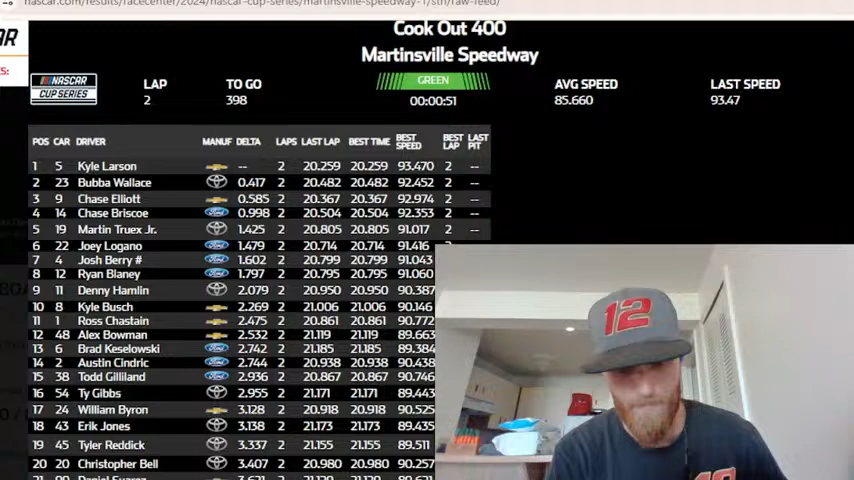 nascar.com/results/racecenter/2024/nascar-cup-series/martinsville-speedway-1/stn/raw-feed/
Cook Out 400
Martinsville Speedway
NASCAR
CUP SERIES
LAP TO GO GREEN AVG SPEED LAST SPEED
2 398 00:00:51 85.660 93.47
POS CAR DRIVER MANUF DELTA LAPS LAST LAP BEST TIME BEST SPEED BEST LAP LAST PIT
1 5 Kyle Larson -- 2 20.259 20.259 93.470 2 --
2 23 Bubba Wallace TOYOTA 0.417 2 20.482 20.482 92.452 2 --
3 9 Chase Elliott 0.585 2 20.367 20.367 92.974 2 --
4 14 Chase Briscoe Ford 0.998 2 20.504 20.504 92.353 2 --
5 19 Martin Truex Jr. 1.425 2 20.805 20.805 91.017 2 --
6 22 Joey Logano Ford 1.479 2 20.714 20.714 91.416 2 --
7 4 Josh Berry # Ford 1.602 2 20.799 20.799 91.043
8 12 Ryan Blaney Ford 1.797 2 20.795 20.795 91.060
9 11 Denny Hamlin 2.079 2 20.950 20.950 90.387
10 8 Kyle Busch 2.269 2 21.006 21.006 90.146
11 1 Ross Chastain 2.475 2 20.861 20.861 90.772
12 48 Alex Bowman 2.532 2 21.119 21.119 89.663
13 6 Brad Keselowski Ford 2.742 2 21.185 21.185 89.384
14 2 Austin Cindric Ford 2.744 2 20.938 20.938 90.438
15 38 Todd Gilliland Ford 2.936 2 20.867 20.867 90.746
16 54 Ty Gibbs 2.955 2 21.171 21.171 89.443
17 24 William Byron 3.128 2 20.918 20.918 90.525
18 43 Erik Jones 3.138 2 21.173 21.173 89.435
19 45 Tyler Reddick 3.337 2 21.155 21.155 89.511
20 20 Christopher Bell 3.407 2 20.980 20.980 90.257
12